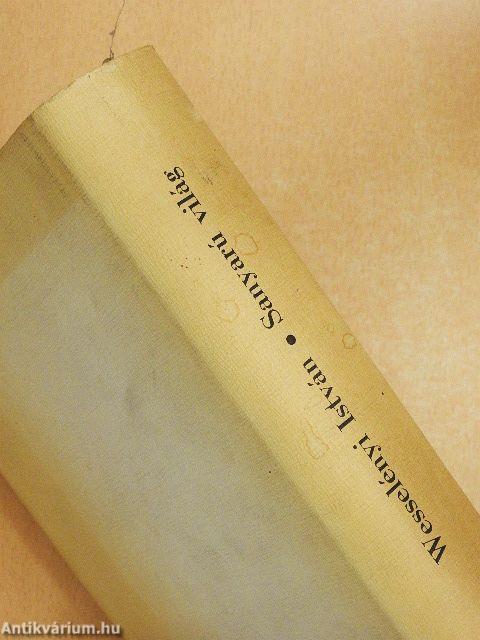 Wesselényi István • Sanyarú világ
Antikvárium.hu